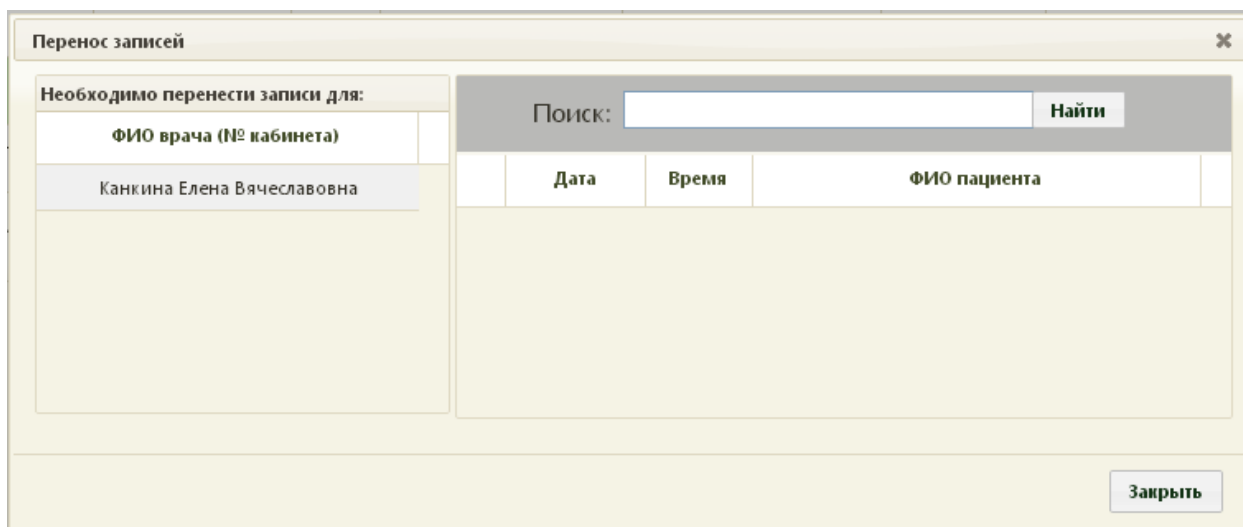 Перенос записей
Необходимо перенести записи для:
ФИО врача (№ кабинета)
Канкина Елена Вячеславовна
Поиск:
Найти
Дата Время ФИО пациента
Закрыть